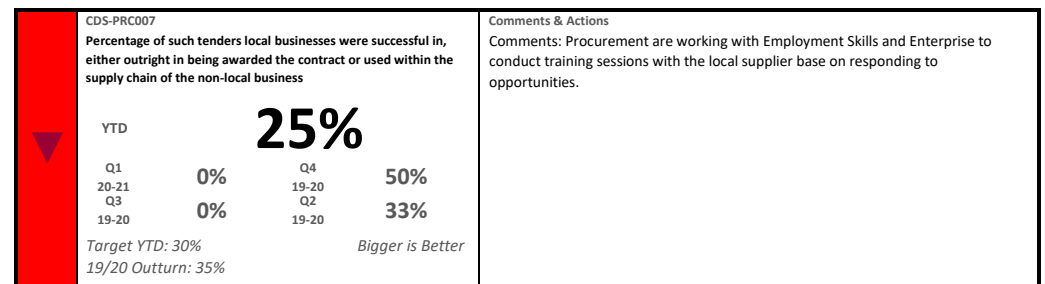 CDS-PRC007
Percentage of such tenders local businesses were successful in,
either outright in being awarded the contract or used within the
supply chain of the non-local business
YTD 25%
Q1 20-21 0% Q4 19-20 50%
Q3 19-20 0% Q2 19-20 33%
Target YTD: 30% Bigger is Better
19/20 Outturn: 35%
Comments & Actions
Comments: Procurement are working with Employment Skills and Enterprise to
conduct training sessions with the local supplier base on responding to
opportunities.